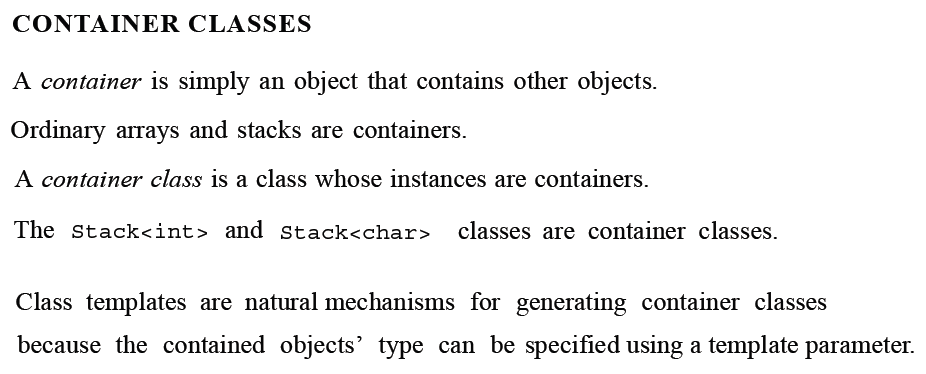 CONTAINER CLASSES
A container is simply an object that contains other objects.
Ordinary arrays and stacks are containers.
A container class is a class whose instances are containers.
The Stack<int> and Stack<char> classes are container classes.
Class templates are natural mechanisms for generating container classes
because the contained objects’ type can be specified using a template parameter.